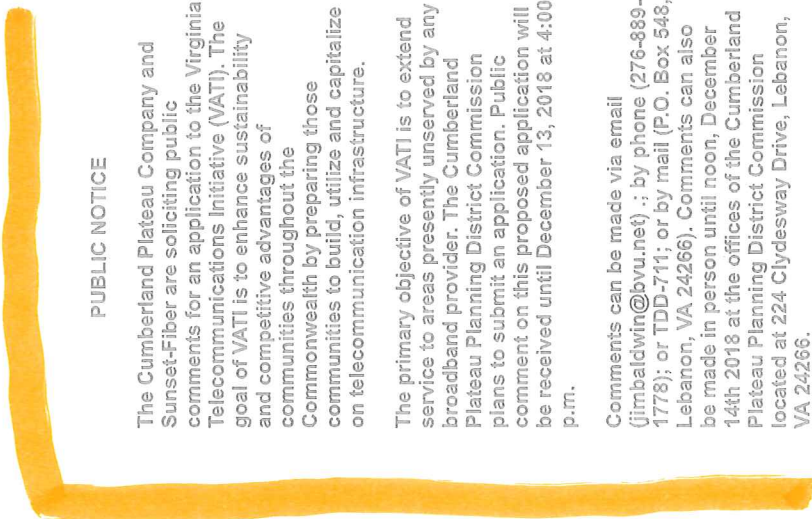 PUBLIC NOTICE
The Cumberland Plateau Company and
Sunset-Fiber are soliciting public
comments for an application to the Virginia
Telecommunications Initiative (VATI). The
goal of VATI is to enhance sustainability
and competitive advantages of
communities throughout the
Commonwealth by preparing those
communities to build, utilize and capitalize
on telecommunication infrastructure.
The primary objective of VATI is to extend
service to areas presently unserved by any
broadband provider. The Cumberland
Plateau Planning District Commission
plans to submit an application. Public
comment on this proposed application will
be received until December 13, 2018 at 4:00
p.m.
Comments can be made via email
(jimbaldwin@bvu.net) .; by phone (276-889-
1778); or TDD-711; or by mail (P.O. Box 548,
Lebanon, VA 24266). Comments can also
be made in person until noon, December
14th 2018 at the offices of the Cumberland
Plateau Planning District Commission
located at 224 Clydesway Drive, Lebanon,
VA 24266.